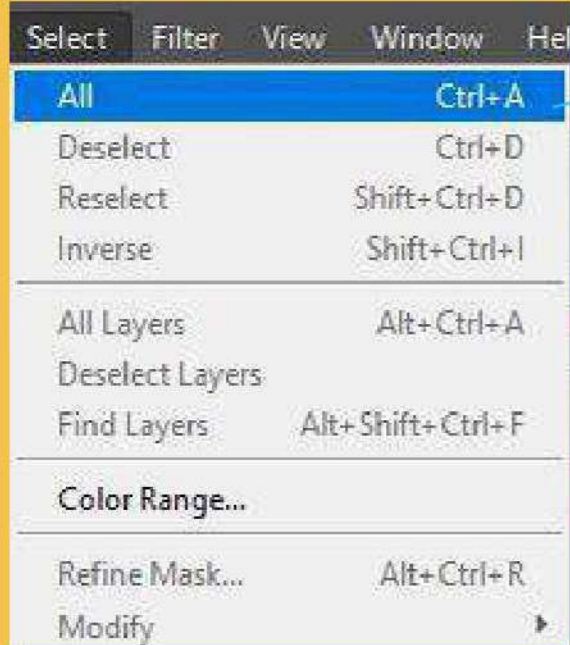 Select Filter View Window Hel
All Ctrl+A
Deselect Ctrl+D
Reselect Shift+Ctrl+D
Inverse Shift+Ctrl+I
All Layers Alt+Ctrl+A
Deselect Layers
Find Layers Alt+Shift+Ctrl+F
Color Range...
Refine Mask... Alt+Ctrl+R
Modify